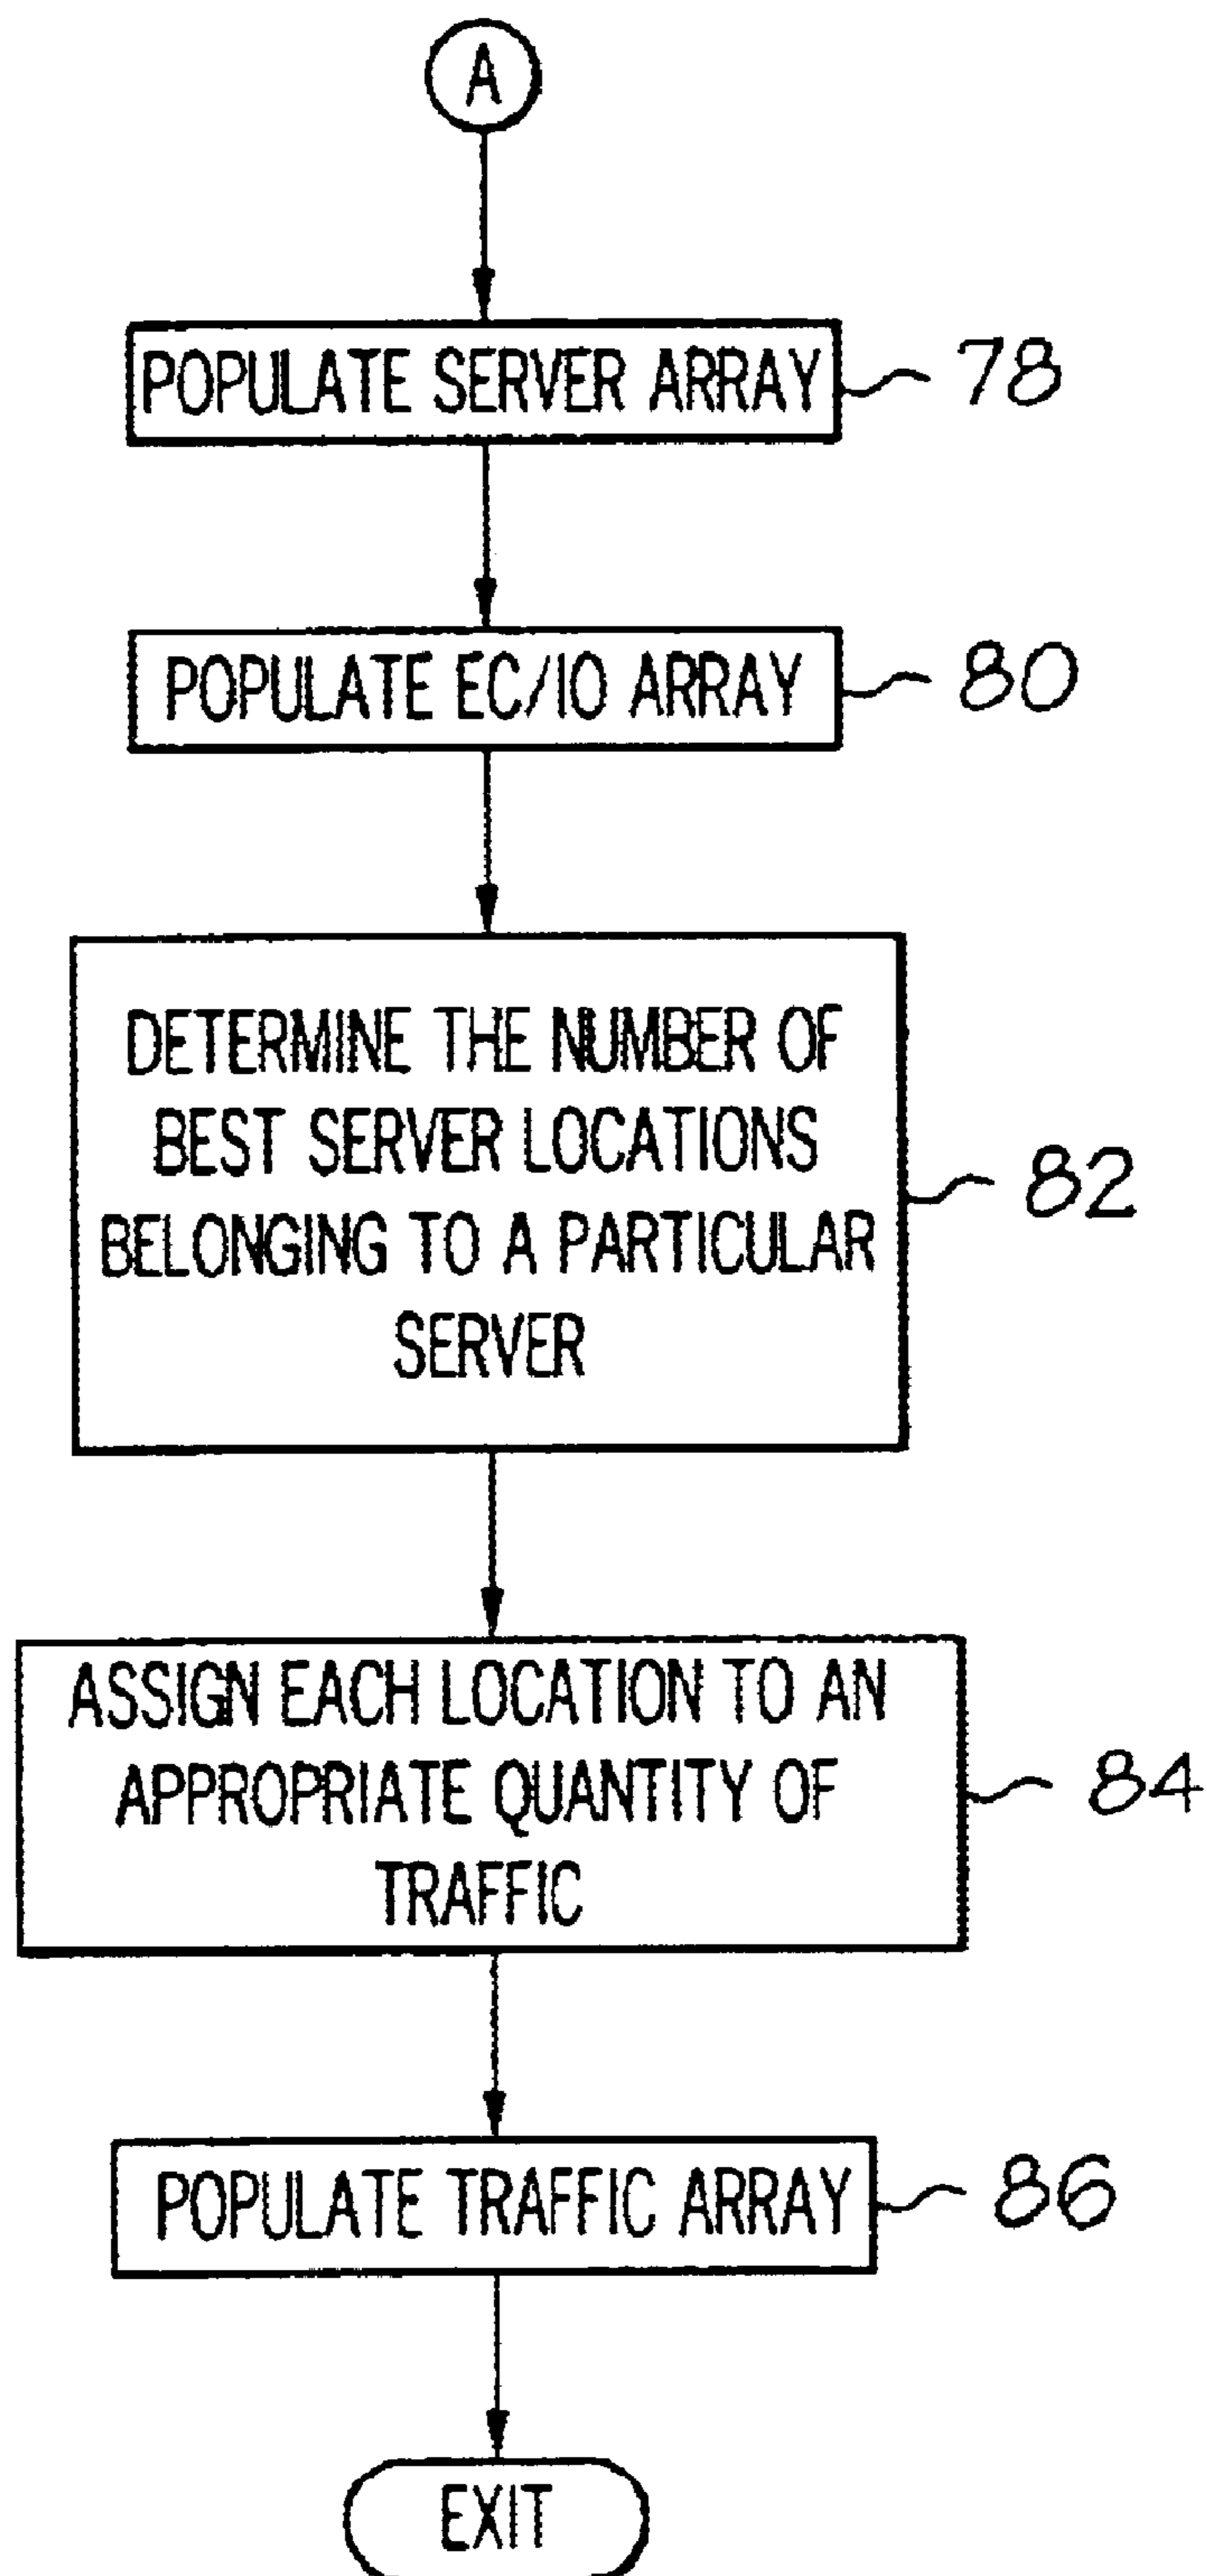 A
POPULATE SERVER ARRAY
78
POPULATE EC/IO ARRAY
80
DETERMINE THE NUMBER OF
BEST SERVER LOCATIONS
BELONGING TO A PARTICULAR
SERVER
82
ASSIGN EACH LOCATION TO AN
APPROPRIATE QUANTITY OF
TRAFFIC
84
POPULATE TRAFFIC ARRAY
86
EXIT